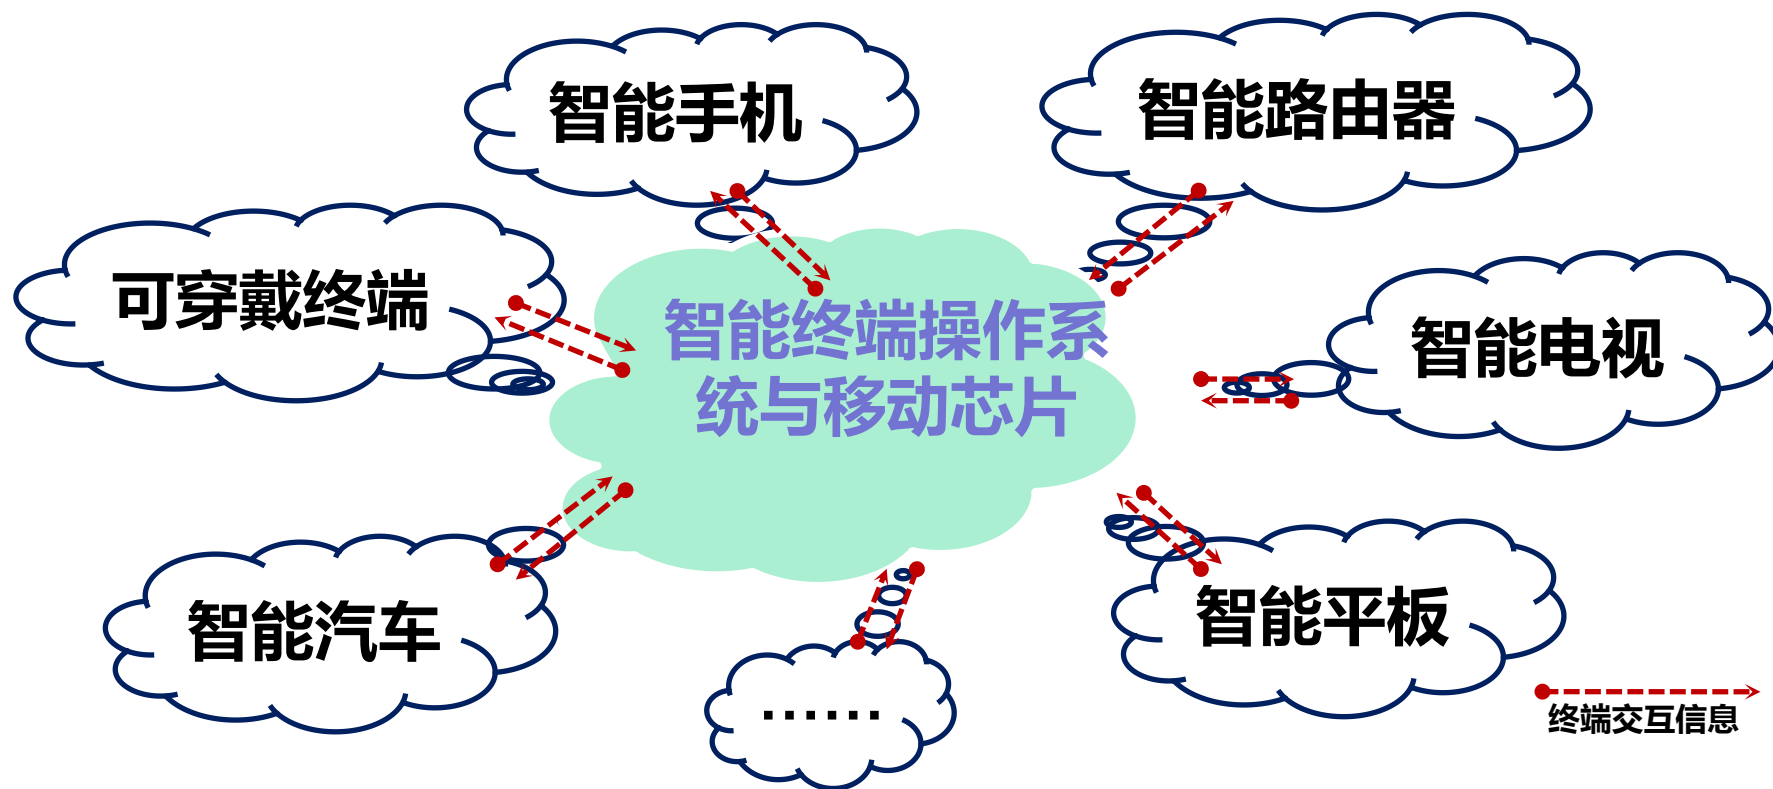 智能手机
智能路由器
可穿戴终端
智能终端操作系
统与移动芯片
智能电视
智能汽车
智能平板
.......
终端交互信息